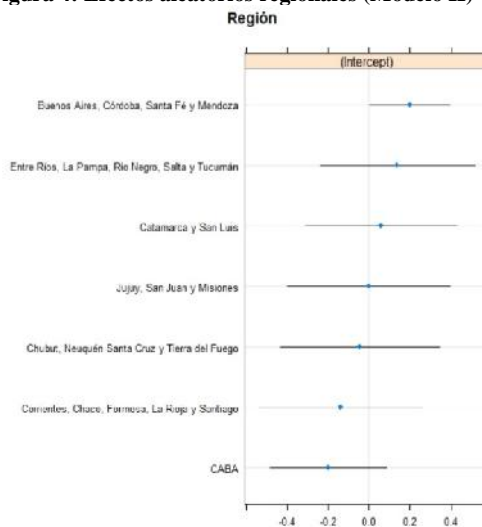 Figura 4. Efectos aleatorios regionales (Modelo II)
Región
(Intercept)
Buenos Aires, Córdoba, Santa Fé y Mendoza
Entre Ríos, La Pampa, Río Negro, Salta y Tucumán
Catamarca y San Luis
Jujuy, San Juan y Misiones
Chubut, Neuquén Santa Cruz y Tierra del Fuego
Corrientes, Chaco, Formosa, La Rioja y Santiago
CABA
-0.4 -0.2 0.0 0.2 0.4